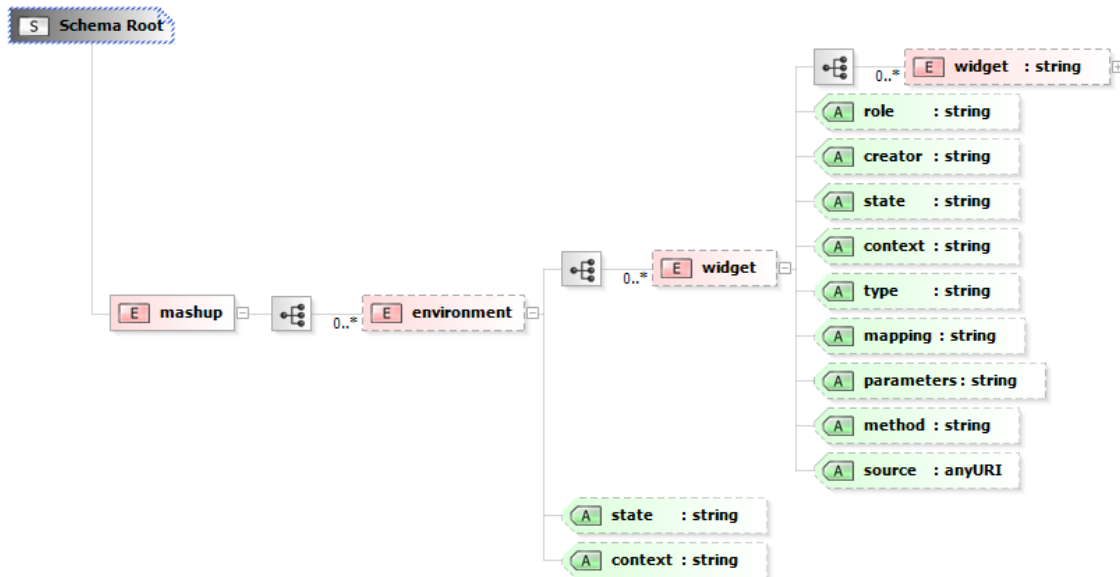 S Schema Root
0..* E widget : string
A role : string
A creator : string
A state : string
A context : string
A type : string
A mapping : string
A parameters : string
A method : string
A source : anyURI
0..* E widget
E mashup
0..* E environment
A state : string
A context : string